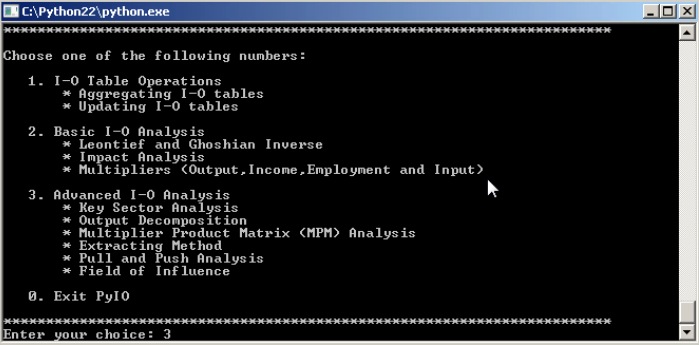 C:\Python22\python.exe
************************************************************************
Choose one of the following numbers:
1. I-O Table Operations
* Aggregating I-O tables
* Updating I-O tables
2. Basic I-O Analysis
* Leontief and Ghoshian Inverse
* Impact Analysis
* Multipliers (Output,Income,Employment and Input)
3. Advanced I-O Analysis
* Key Sector Analysis
* Output Decomposition
* Multiplier Product Matrix (MPM) Analysis
* Extracting Method
* Pull and Push Analysis
* Field of Influence
0. Exit PyIO
************************************************************************
Enter your choice: 3